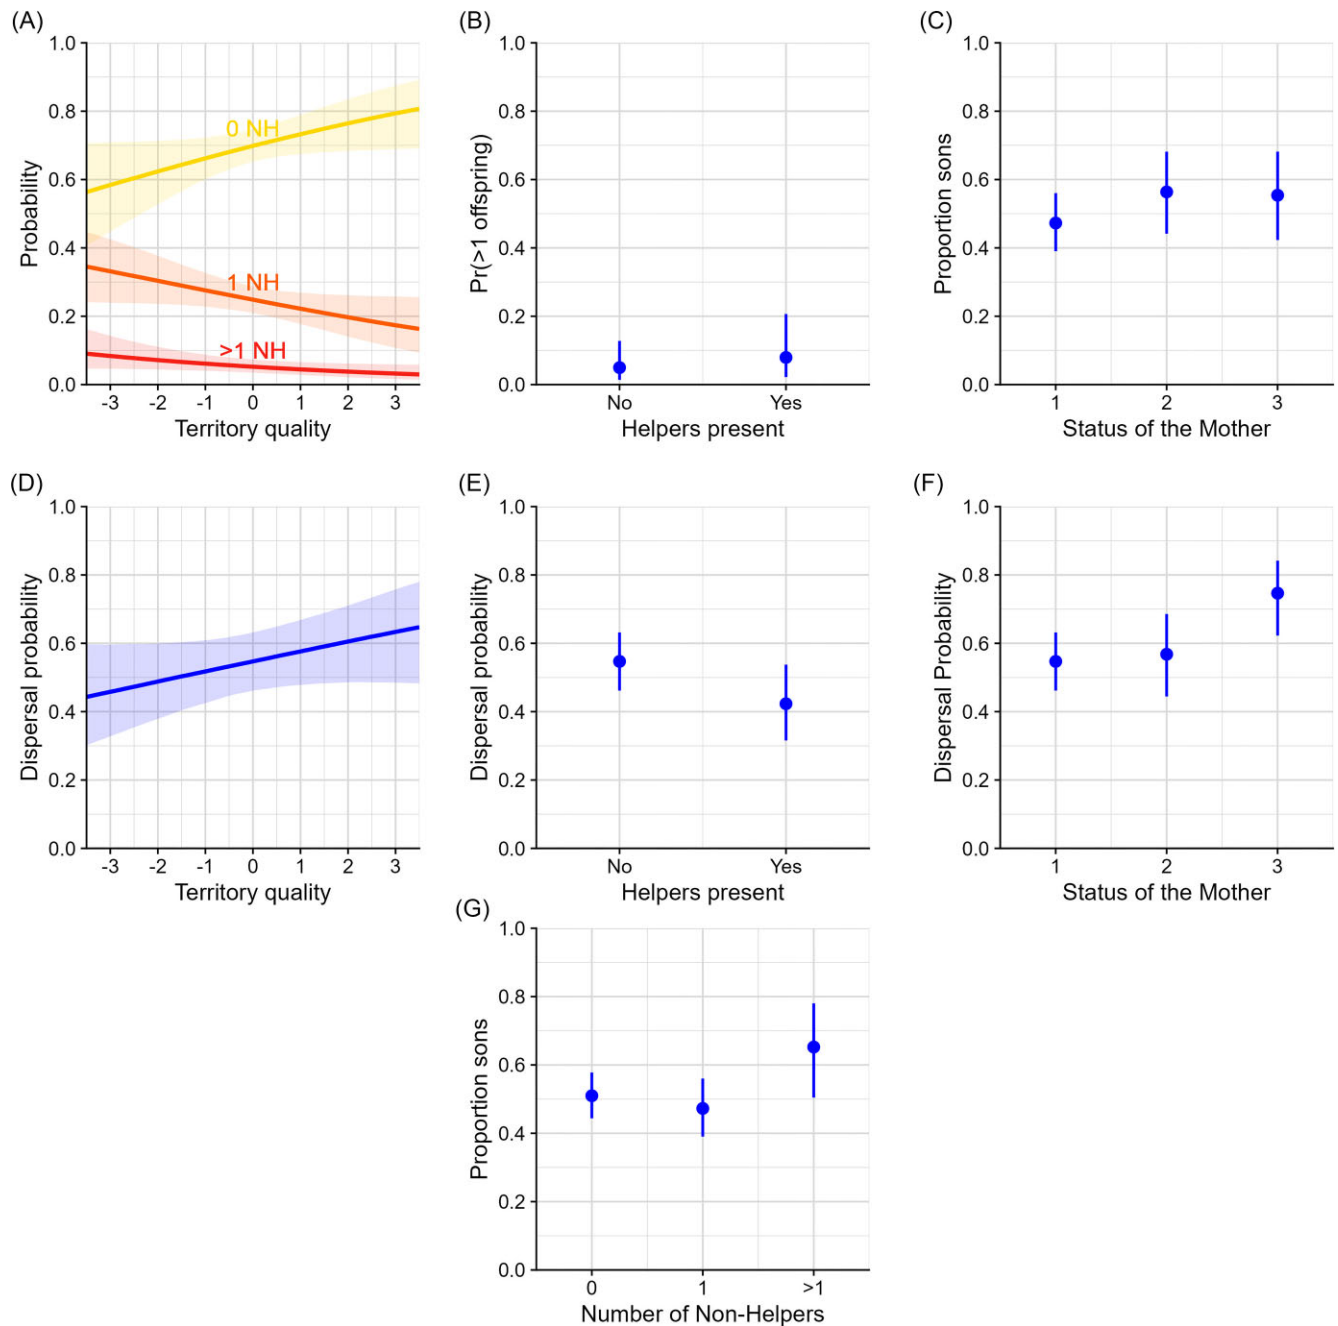 (A)
1.0
0.8
0.6
0.4
0.2
0.0
Probability
0 NH
1 NH
>1 NH
-3 -2 -1 0 1 2 3
Territory quality
(B)
1.0
0.8
0.6
0.4
0.2
0.0
Pr(>1 offspring)
No Yes
Helpers present
(C)
1.0
0.8
0.6
0.4
0.2
0.0
Proportion sons
1 2 3
Status of the Mother
(D)
1.0
0.8
0.6
0.4
0.2
0.0
Dispersal probability
-3 -2 -1 0 1 2 3
Territory quality
(E)
1.0
0.8
0.6
0.4
0.2
0.0
Dispersal probability
No Yes
Helpers present
(F)
1.0
0.8
0.6
0.4
0.2
0.0
Dispersal Probability
1 2 3
Status of the Mother
(G)
1.0
0.8
0.6
0.4
0.2
0.0
Proportion sons
0 1 >1
Number of Non-Helpers